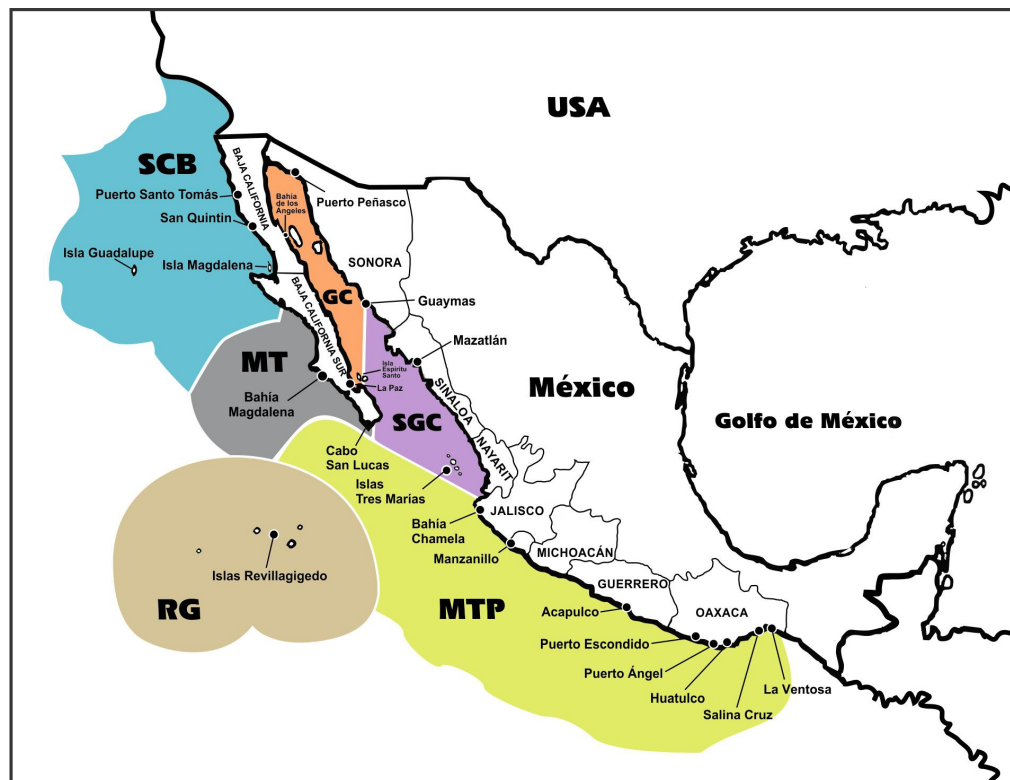 USA
SCB
BAJA CALIFORNIA
Puerto Santo Tomás
Bahía
de los
Ángeles
Puerto Peñasco
San Quintin
Isla Guadalupe
Isla Magdalena
SONORA
GC
BAJA CALIFORNIA SUR
Guaymas
Mazatlán
MT
Isla
Espíritu
Santo
La Paz
Bahía
Magdalena
SINALOA
México
Golfo de México
SGC
NAYARIT
Cabo
San Lucas
Islas
Tres Marías
JALISCO
Bahía
Chamela
Manzanillo
MICHOACÁN
Islas Revillagigedo
GUERRERO
RG
MTP
Acapulco
OAXACA
Puerto Escondido
Puerto Ángel
Huatulco
La Ventosa
Salina Cruz